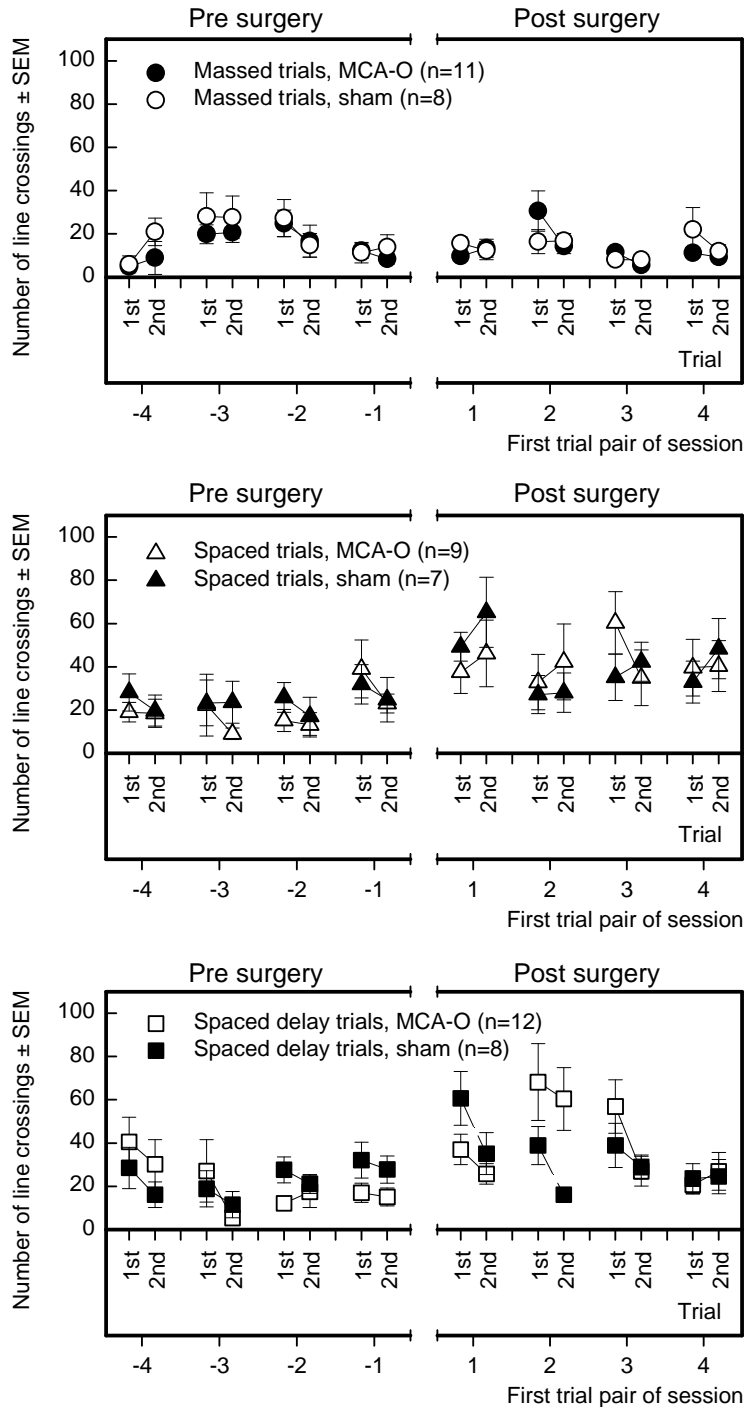 Pre surgery Post surgery
100
80
60
40
20
0
Number of line crossings ± SEM
Massed trials, MCA-O (n=11)
Massed trials, sham (n=8)
1st 2nd 1st 2nd 1st 2nd 1st 2nd 1st 2nd 1st 2nd 1st 2nd 1st 2nd
Trial
-4 -3 -2 -1 1 2 3 4
First trial pair of session
Pre surgery Post surgery
100
80
60
40
20
0
Number of line crossings ± SEM
Spaced trials, MCA-O (n=9)
Spaced trials, sham (n=7)
1st 2nd 1st 2nd 1st 2nd 1st 2nd 1st 2nd 1st 2nd 1st 2nd 1st 2nd
Trial
-4 -3 -2 -1 1 2 3 4
First trial pair of session
Pre surgery Post surgery
100
80
60
40
20
0
Number of line crossings ± SEM
Spaced delay trials, MCA-O (n=12)
Spaced delay trials, sham (n=8)
1st 2nd 1st 2nd 1st 2nd 1st 2nd 1st 2nd 1st 2nd 1st 2nd 1st 2nd
Trial
-4 -3 -2 -1 1 2 3 4
First trial pair of session